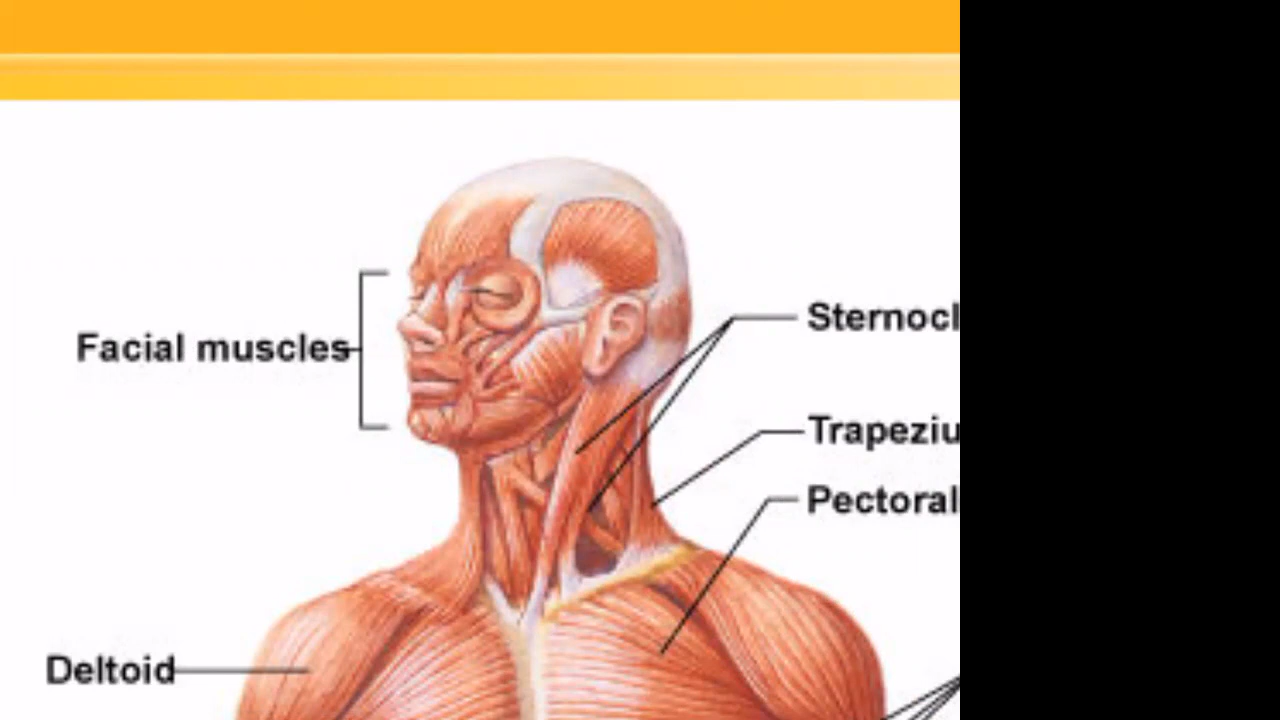 Facial muscles
Sternocl
Trapeziu
Pectoral
Deltoid